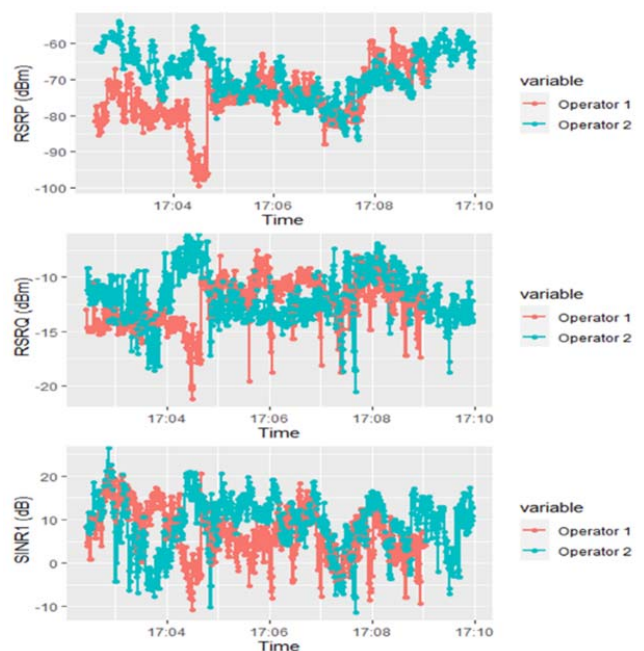 -60
-70
-80
-90
-100
RSRP (dBm)
17:04 17:06 17:08 17:10
Time
variable
Operator 1
Operator 2
-10
-15
-20
RSRQ (dBm)
17:04 17:06 17:08 17:10
Time
variable
Operator 1
Operator 2
20
10
0
-10
SINR1 (dB)
17:04 17:06 17:08 17:10
Time
variable
Operator 1
Operator 2